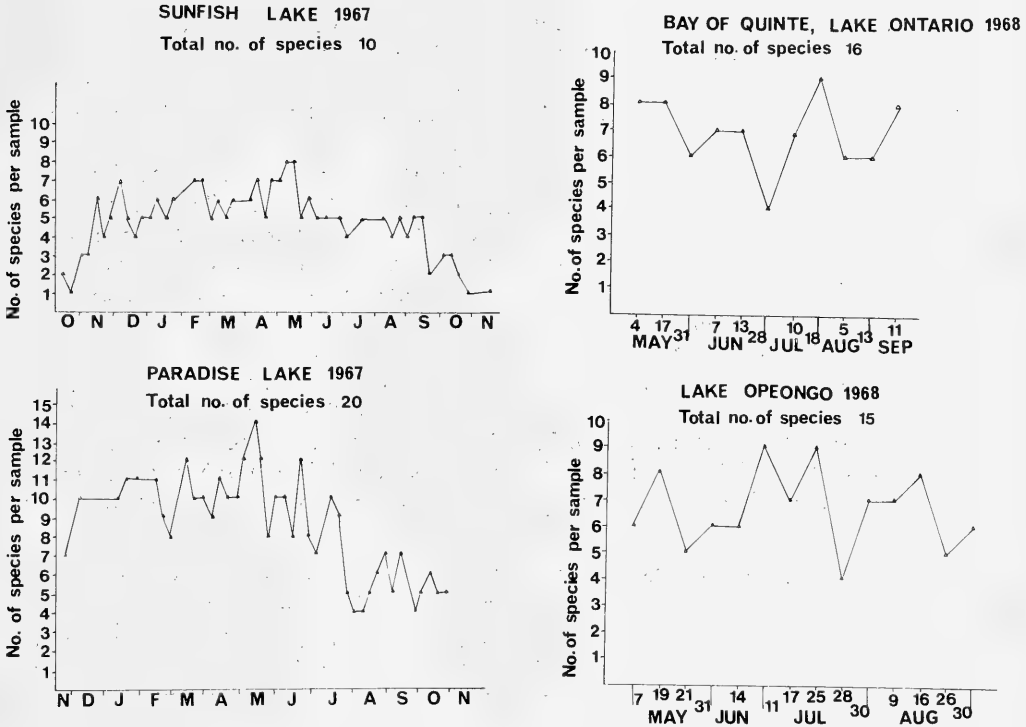 SUNFISH LAKE 1967
Total no. of species 10
No. of species per sample
10
9
8
7
6
5
4
3
2
1
O N D J F M A M J J A S O N
BAY OF QUINTE, LAKE ONTARIO 1968
Total no. of species 16
No. of species per sample
10
9
8
7
6
5
4
3
2
1
4 17 31 7 13 28 10 18 5 13 11
MAY JUN JUL AUG SEP
PARADISE LAKE 1967
Total no. of species 20
No. of species per sample
15
14
13
12
11
10
9
8
7
6
5
4
3
2
1
N D J F M A M J J A S O N
LAKE OPEONGO 1968
Total no. of species 15
No. of species per sample
10
9
8
7
6
5
4
3
2
1
7 19 21 31 14 11 17 25 28 30 9 16 26 30
MAY JUN JUL AUG